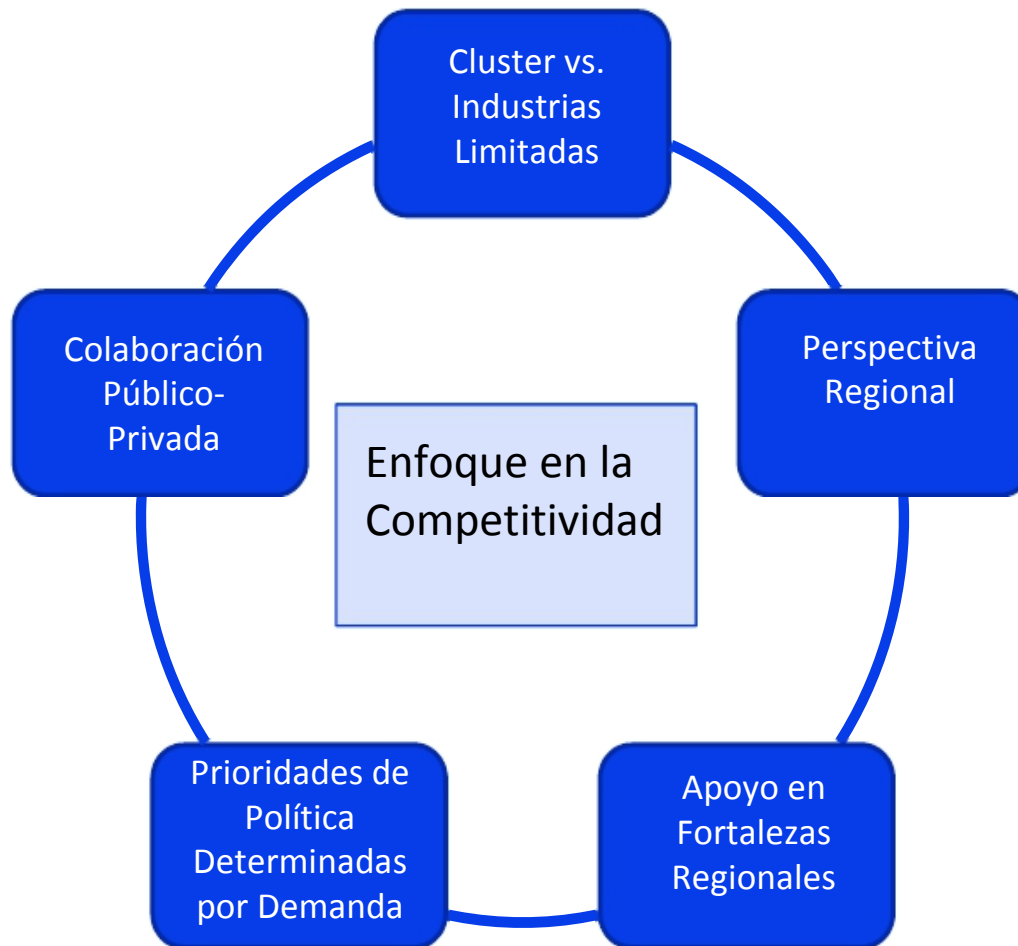 Cluster vs.
Industrias
Limitadas
Perspectiva
Regional
Apoyo en
Fortalezas
Regionales
Prioridades de
Política
Determinadas
por Demanda
Colaboración
Público-
Privada
Enfoque en la
Competitividad